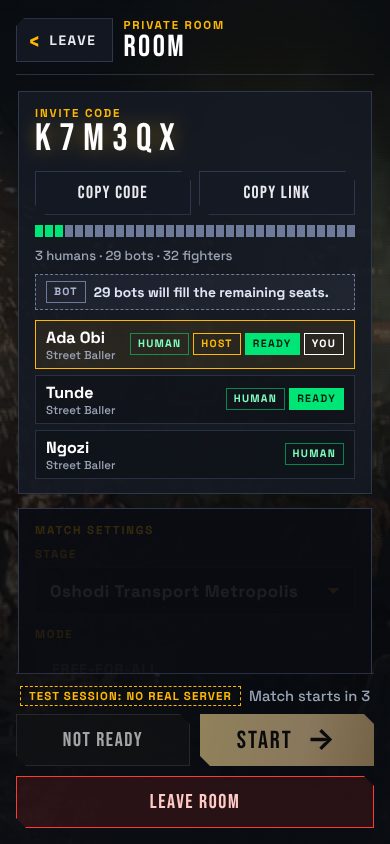 < LEAVE
PRIVATE ROOM
ROOM
INVITE CODE
K7M3QX
COPY CODE
COPY LINK
3 humans · 29 bots · 32 fighters
BOT 29 bots will fill the remaining seats.
Ada Obi
Street Baller
HUMAN HOST READY YOU
Tunde
Street Baller
HUMAN READY
Ngozi
Street Baller
HUMAN
MATCH SETTINGS
STAGE
Oshodi Transport Metropolis
MODE
FREE-FOR-ALL
TEST SESSION: NO REAL SERVER Match starts in 3
NOT READY
START →
LEAVE ROOM